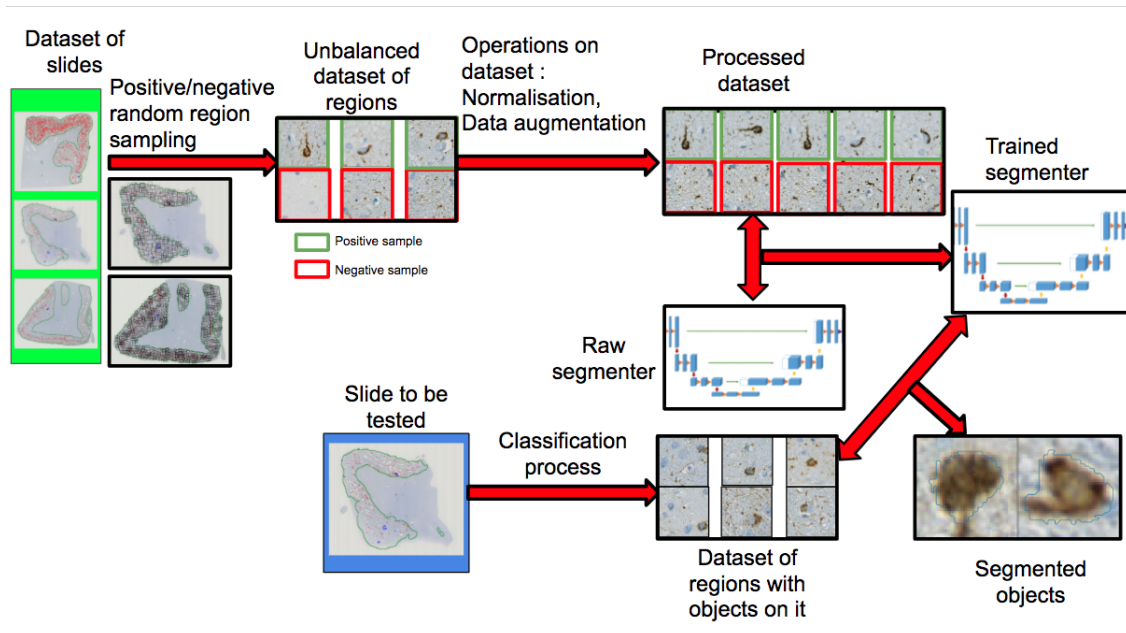 Dataset of
slides
Positive/negative
random region
sampling
Unbalanced
dataset of
regions
Operations on
dataset :
Normalisation,
Data augmentation
Processed
dataset
Trained
segmenter
Positive sample
Negative sample
Raw
segmenter
Slide to be
tested
Classification
process
Dataset of
regions with
objects on it
Segmented
objects